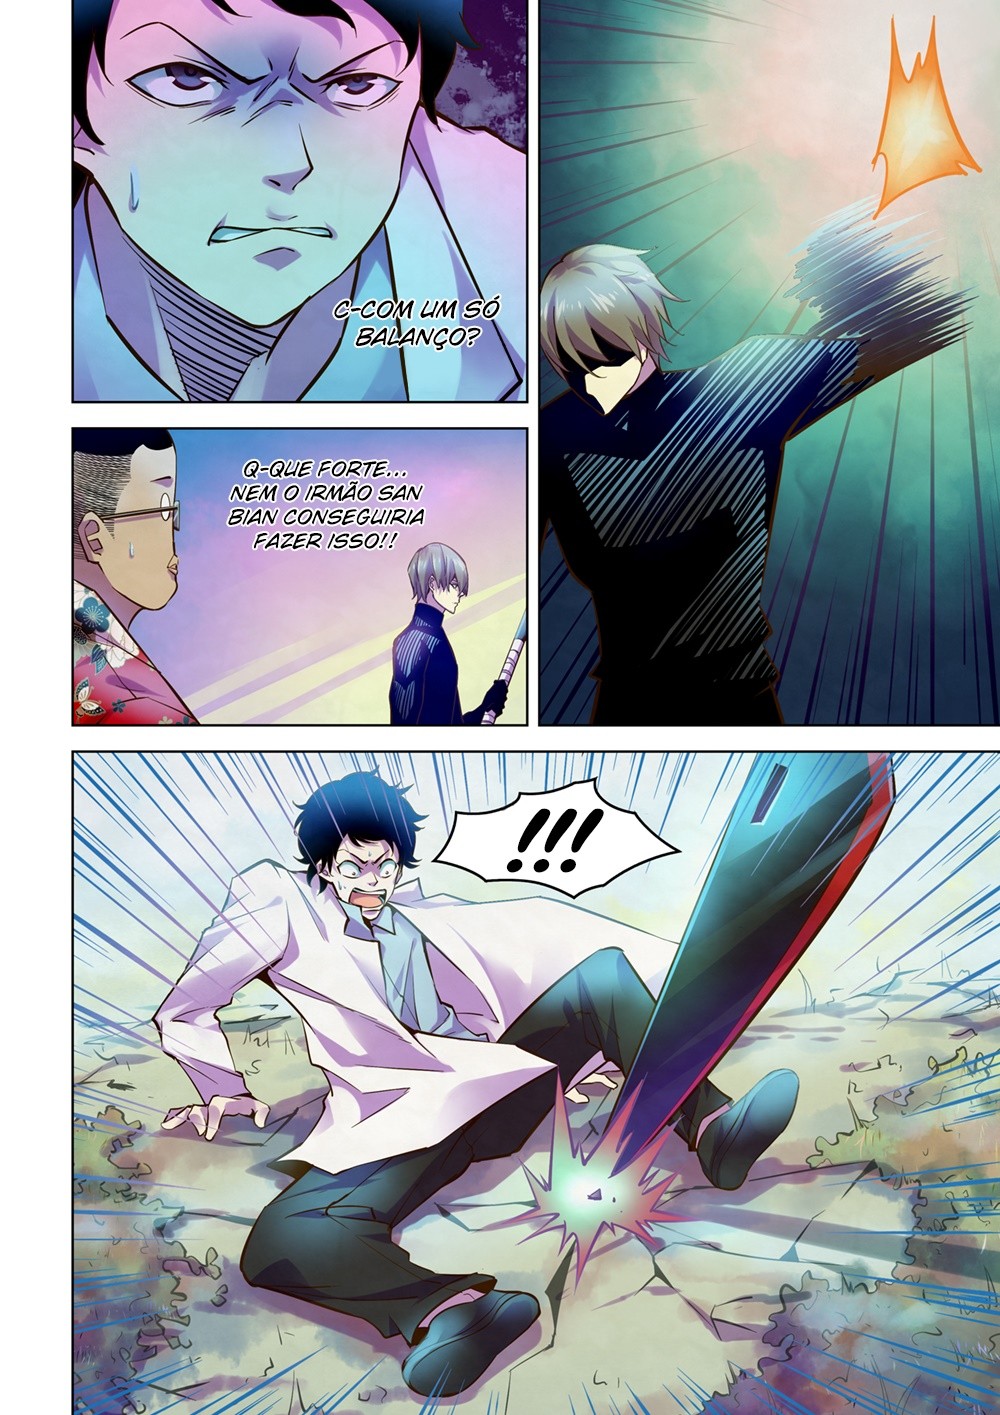 C-COM UM SÓ
BALANÇO?
Q-QUE FORTE...
NEM O IRMÃO SAN
BIAN CONSEGUIRIA
FAZER ISSO!!
!!!